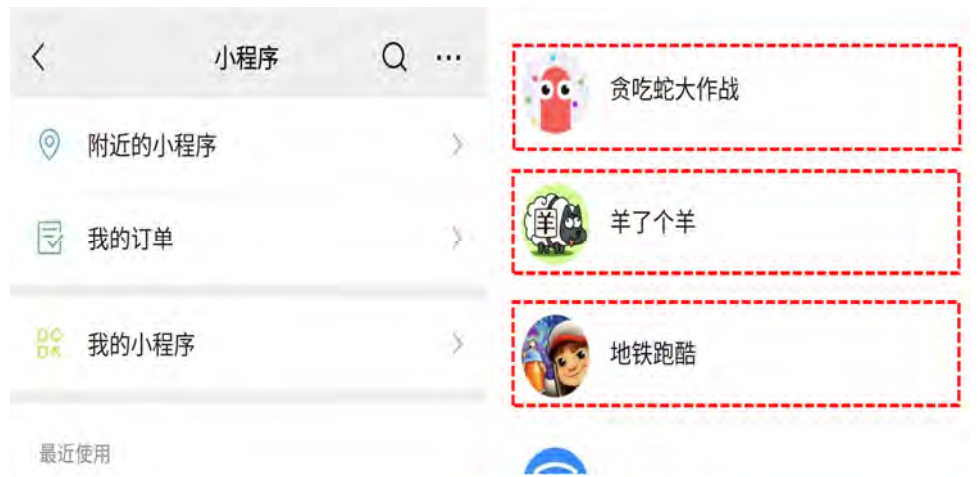 小程序
附近的小程序
我的订单
我的小程序
最近使用
贪吃蛇大作战
羊
羊了个羊
地铁跑酷